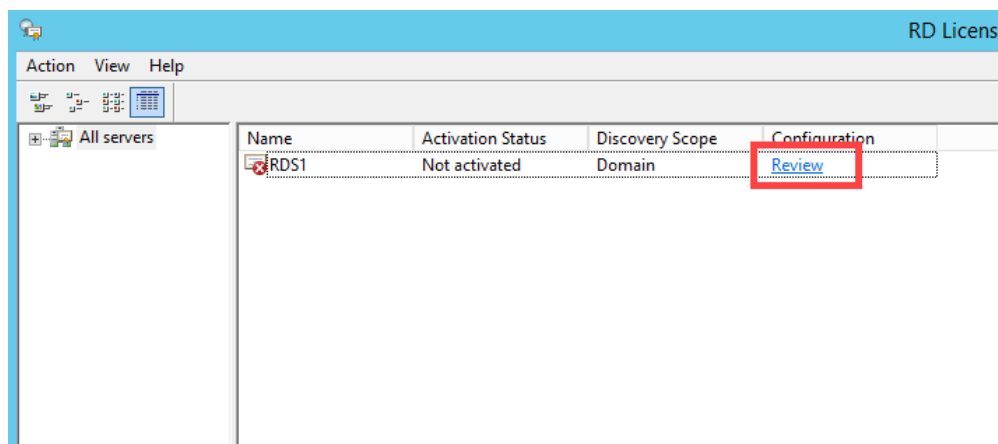 RD Licens
Action View Help
All servers
Name Activation Status Discovery Scope Configuration
RDS1 Not activated Domain Review